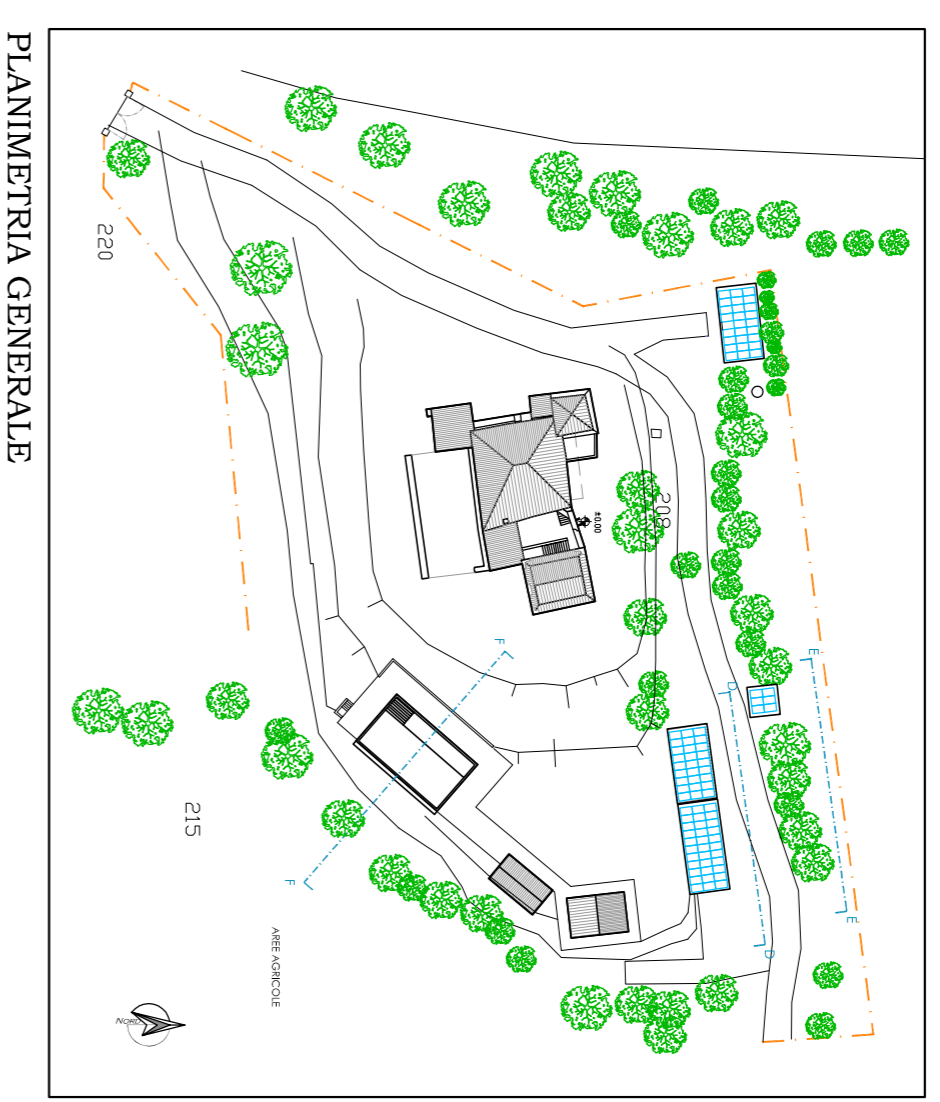 PLANIMETRIA GENERALE
220
208
±0.00
E
D
F
F
215
E
D
AREE AGRICOLE
NORD